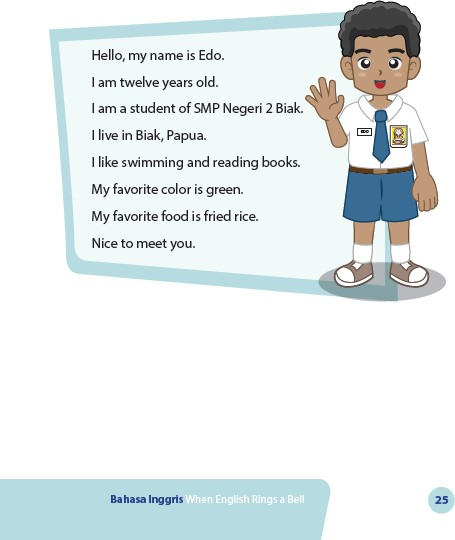 Hello, my name is Edo.
I am twelve years old.
I am a student of SMP Negeri 2 Biak.
I live in Biak, Papua.
I like swimming and reading books.
My favorite color is green.
My favorite food is fried rice.
Nice to meet you.
EDO
Bahasa Inggris When English Rings a Bell
25